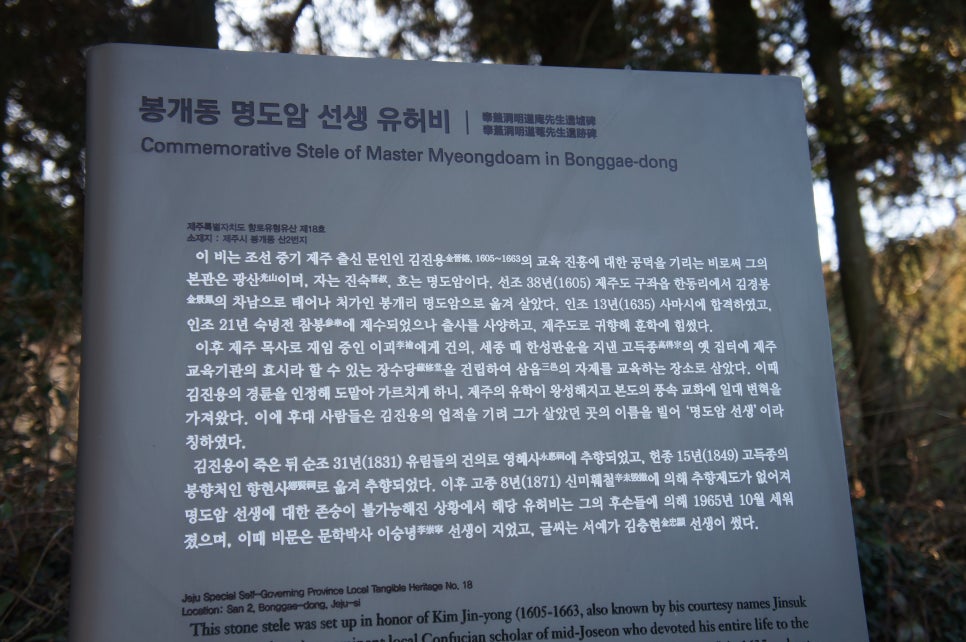 봉개동 명도암 선생 유허비 | 奉蓋洞明道庵先生遺墟碑
奉蓋洞明道菴先生遺跡碑
Commemorative Stele of Master Myeongdoam in Bonggae-dong
제주특별자치도 향토유형유산 제18호
소재지 : 제주시 봉개동 산2번지
이 비는 조선 중기 제주 출신 문인인 김진용金晉鎔, 1605~1663의 교육 진흥에 대한 공덕을 기리는 비로써 그의
본관은 광산光山이며, 자는 진숙晋叔, 호는 명도암이다. 선조 38년(1605) 제주도 구좌읍 한동리에서 김경봉
金景鳳의 차남으로 태어나 처가인 봉개리 명도암으로 옮겨 살았다. 인조 13년(1635) 사마시에 합격하였고,
인조 21년 숙녕전 참봉參奉에 제수되었으나 출사를 사양하고, 제주도로 귀향해 훈학에 힘썼다.
이후 제주 목사로 재임 중인 이괴李襘에게 건의, 세종 때 한성판윤을 지낸 고득종高得宗의 옛 집터에 제주
교육기관의 효시라 할 수 있는 장수당藏修堂을 건립하여 삼읍三邑의 자제를 교육하는 장소로 삼았다. 이때
김진용의 경륜을 인정해 도맡아 가르치게 하니, 제주의 유학이 왕성해지고 본도의 풍속 교화에 일대 변혁을
가져왔다. 이에 후대 사람들은 김진용의 업적을 기려 그가 살았던 곳의 이름을 빌어 ‘명도암 선생’이라
칭하였다.
김진용이 죽은 뒤 순조 31년(1831) 유림들의 건의로 영혜사永惠祠에 추향되었고, 헌종 15년(1849) 고득종의
봉향처인 향현사鄕賢祠로 옮겨 추향되었다. 이후 고종 8년(1871) 신미훼철辛未毁撤에 의해 추향제도가 없어져
명도암 선생에 대한 존숭이 불가능해진 상황에서 해당 유허비는 그의 후손들에 의해 1965년 10월 세워
졌으며, 이때 비문은 문학박사 이숭녕李崇寧 선생이 지었고, 글씨는 서예가 김충현金忠顯 선생이 썼다.
Jeju Special Self-Governing Province Local Tangible Heritage No. 18
Location: San 2, Bonggae-dong, Jeju-si
This stone stele was set up in honor of Kim Jin-yong (1605-1663, also known by his courtesy names Jinsuk
local Confucian scholar of mid-Joseon who devoted his entire life to the